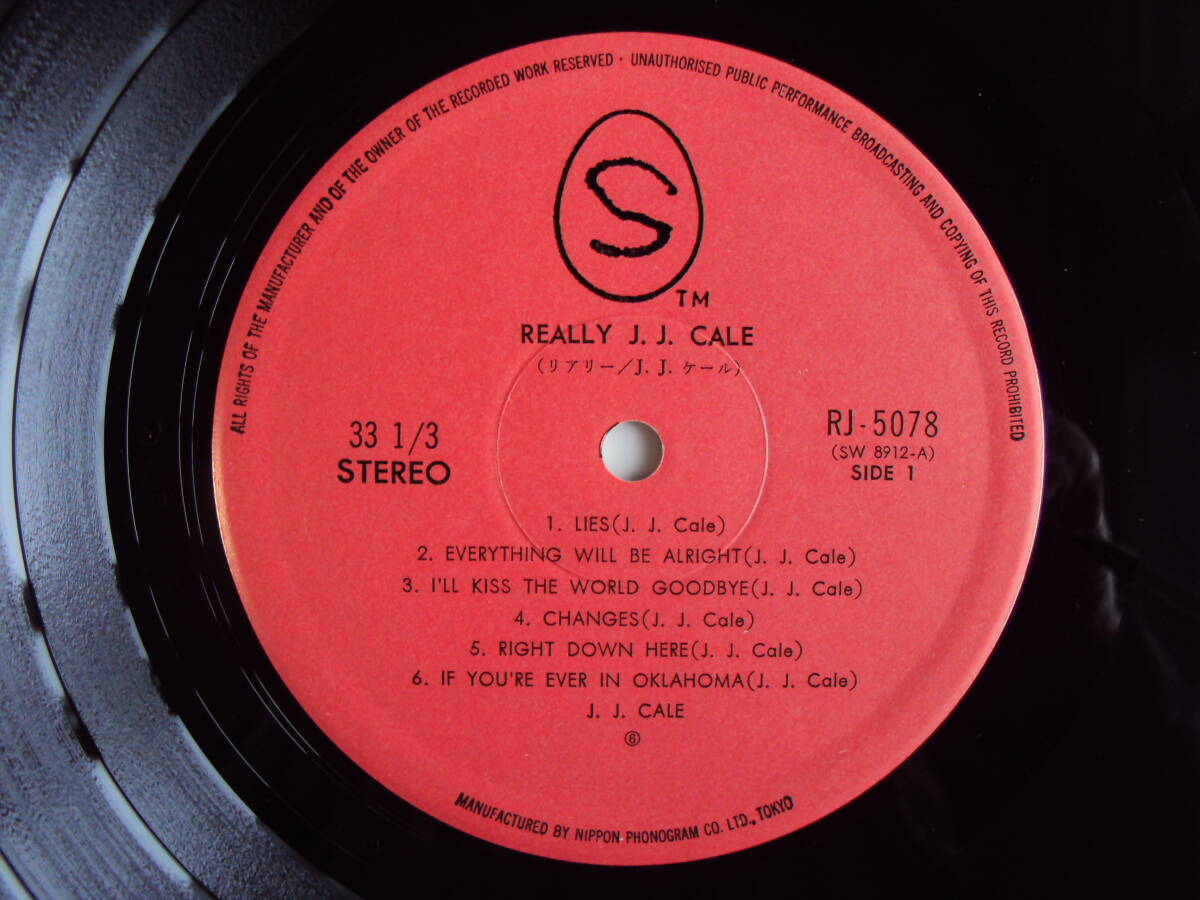 ALL RIGHTS OF THE MANUFACTURER AND OF THE OWNER OF THE RECORDED WORK RESERVED · UNAUTHORISED PUBLIC PERFORMANCE BROADCASTING AND COPYING OF THIS RECORD PROHIBITED
S
TM
REALLY J. J. CALE
(リアリー/J. J. ケール)
33 1/3
STEREO
RJ-5078
(SW 8912-A)
SIDE 1
1. LIES(J. J. Cale)
2. EVERYTHING WILL BE ALRIGHT(J. J. Cale)
3. I'LL KISS THE WORLD GOODBYE(J. J. Cale)
4. CHANGES(J. J. Cale)
5. RIGHT DOWN HERE(J. J. Cale)
6. IF YOU'RE EVER IN OKLAHOMA(J. J. Cale)
J. J. CALE
⑥
MANUFACTURED BY NIPPON PHONOGRAM CO. LTD., TOKYO